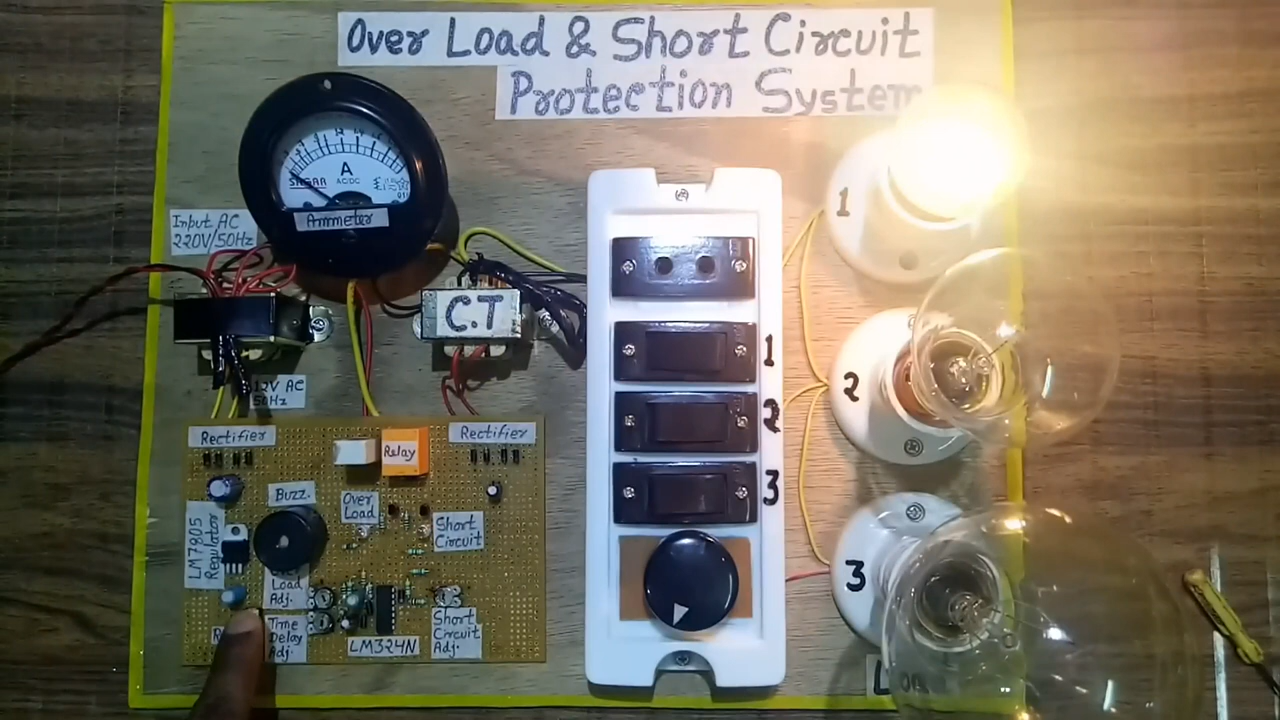 Over Load & Short Circuit
Protection System
A
SAGAR AC/DC
Ammeter
Input AC
220V/50Hz
C.T
12V AC
50Hz
Rectifier
Relay
Rectifier
Buzz.
Over
Load
Short
Circuit
LM7805
Regulator
Load
Adj.
Time
Delay
Adj.
LM324N
Short
Circuit
Adj.
1
2
3
1
2
3